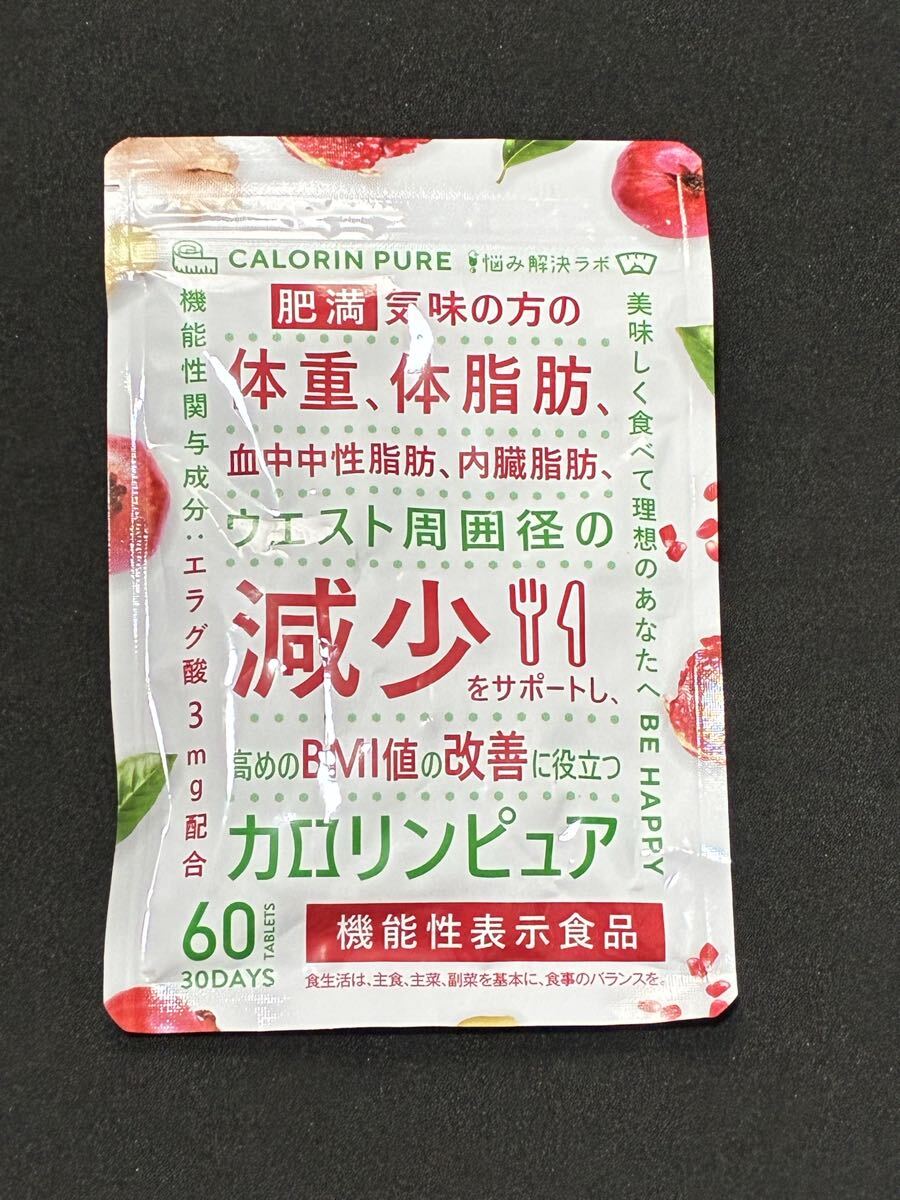 CALORIN PURE 悩み解決ラボ
肥満気味の方の
体重、体脂肪、
血中中性脂肪、内臓脂肪、
ウエスト周囲径の
減少
をサポートし、
高めのBMI値の改善に役立つ
カロリンピュア
機能性関与成分:エラグ酸3mg配合
美味しく食べて理想のあなたへ BE HAPPY
60 TABLETS
30DAYS
機能性表示食品
食生活は、主食、主菜、副菜を基本に、食事のバランスを。